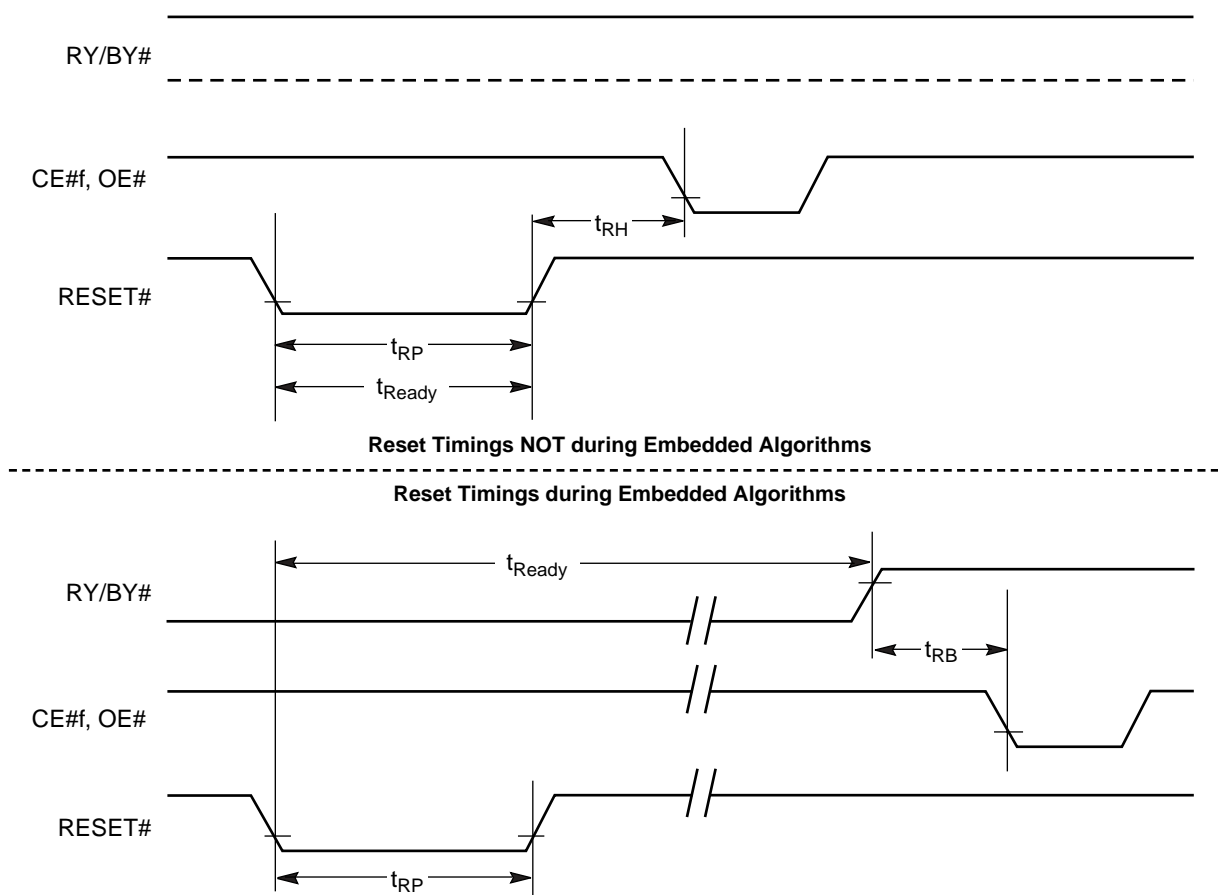 RY/BY#
CE#f, OE#
tRH
RESET#
tRP
tReady
Reset Timings NOT during Embedded Algorithms
Reset Timings during Embedded Algorithms
tReady
RY/BY#
tRB
CE#f, OE#
RESET#
tRP